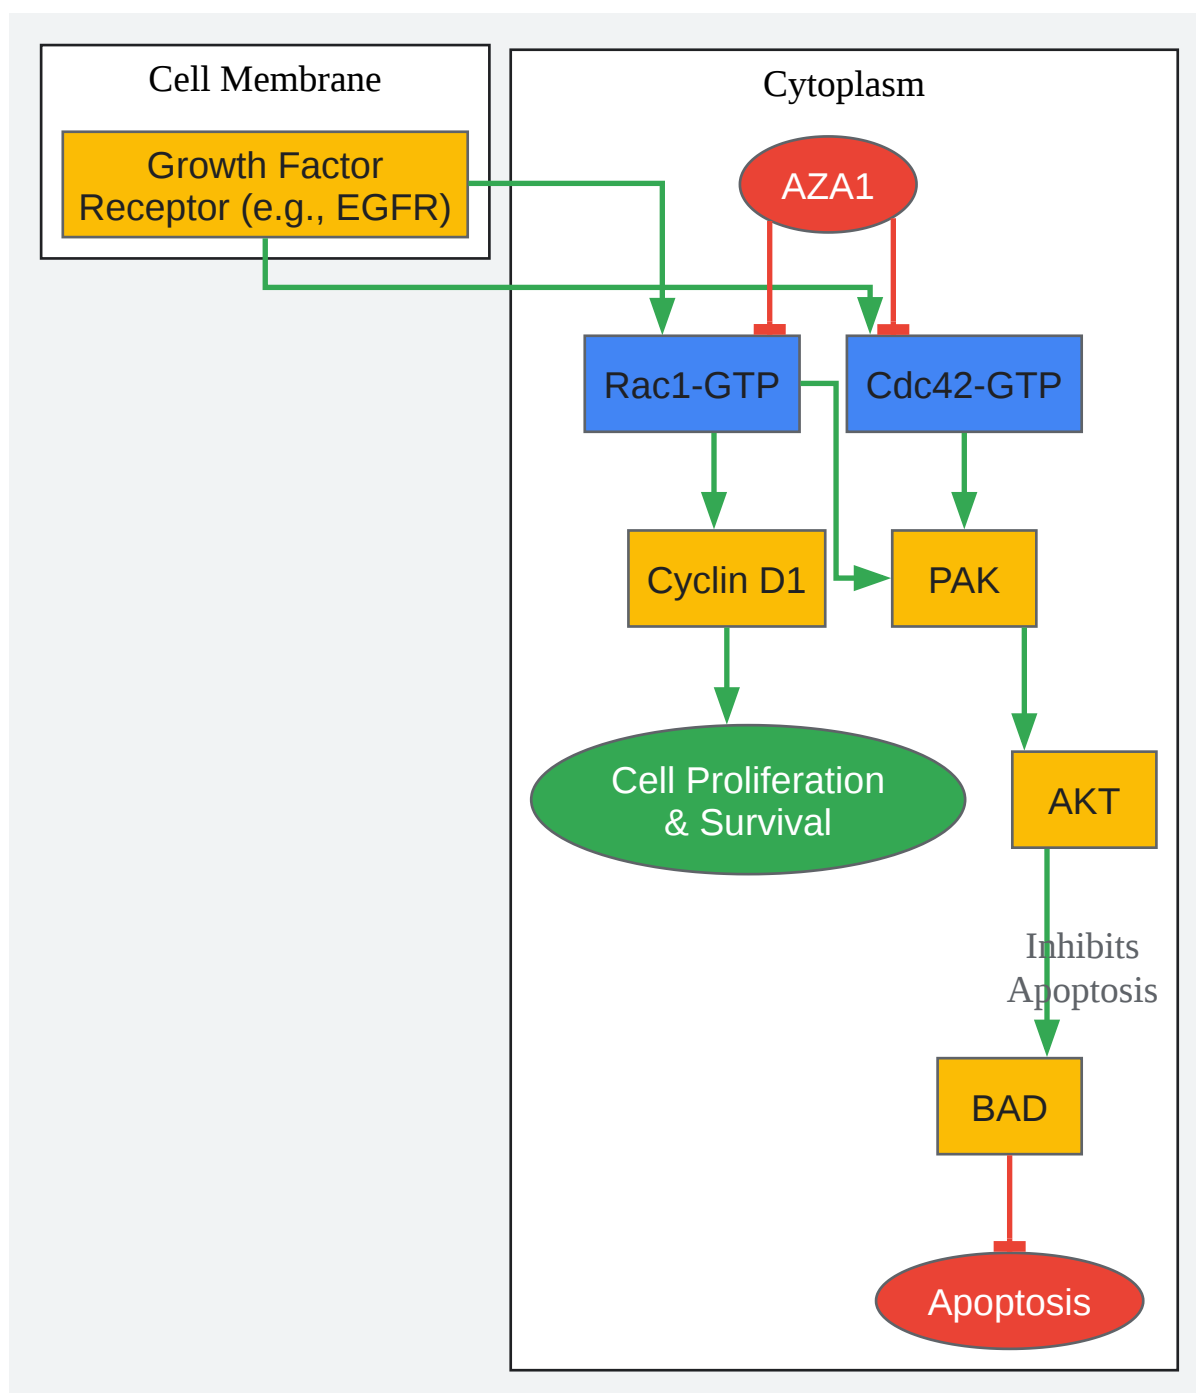 Cell Membrane
Growth Factor
Receptor (e.g., EGFR)
Cytoplasm
AZA1
Rac1-GTP
Cdc42-GTP
Cyclin D1
PAK
Cell Proliferation
& Survival
AKT
Inhibits
Apoptosis
BAD
Apoptosis